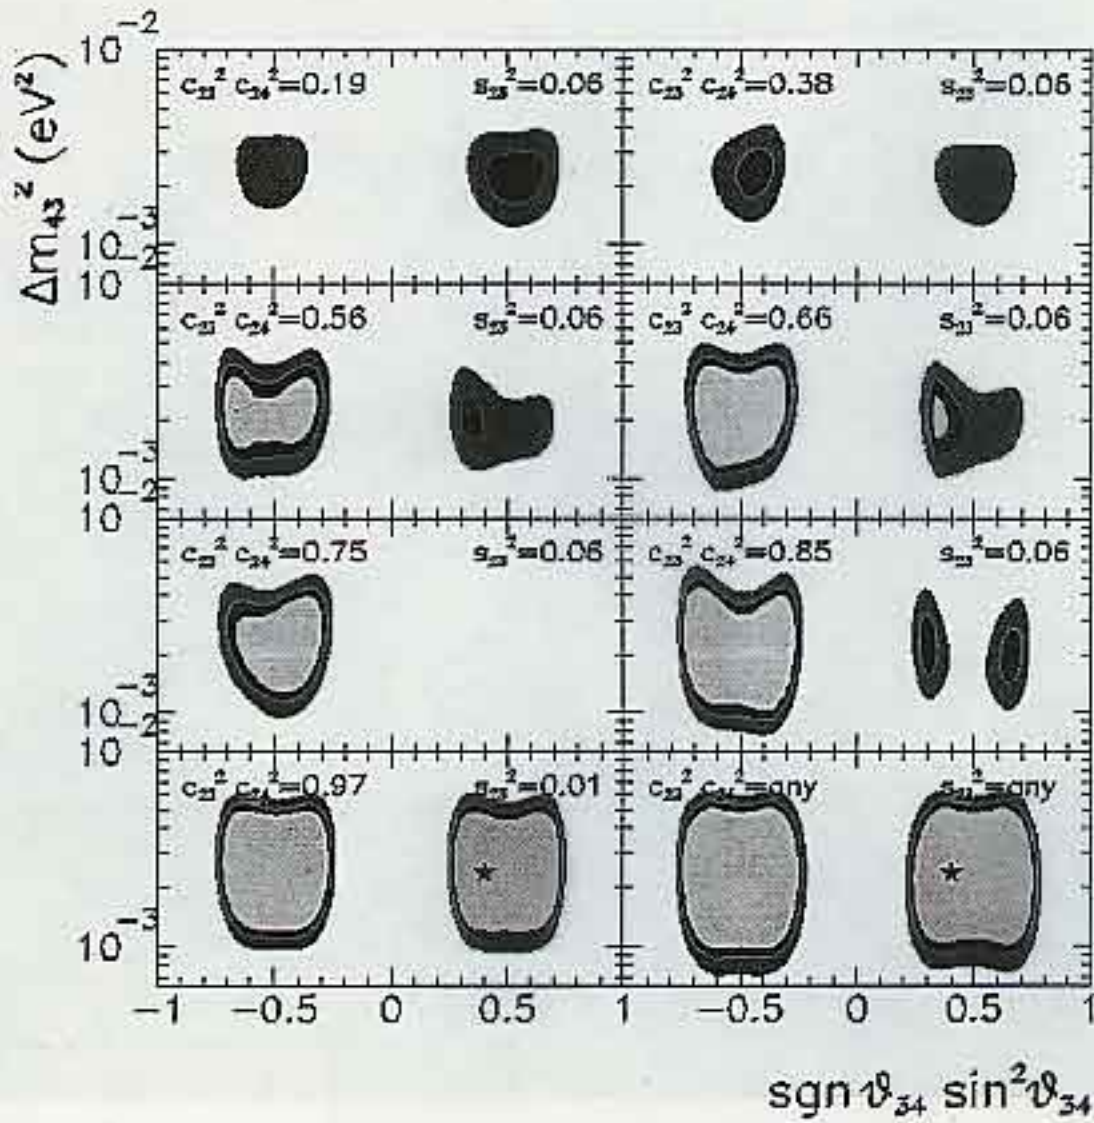 10⁻²
c₂₃² c₂₄²=0.19 s₂₃²=0.06 c₂₃² c₂₄²=0.38 s₂₃²=0.06
Δm₄₃² (eV²)
10⁻³
10⁻²
c₂₃² c₂₄²=0.56 s₂₃²=0.06 c₂₃² c₂₄²=0.66 s₂₃²=0.06
10⁻³
10⁻²
c₂₃² c₂₄²=0.75 s₂₃²=0.06 c₂₃² c₂₄²=0.85 s₂₃²=0.06
10⁻³
10⁻²
c₂₃² c₂₄²=0.97 s₂₃²=0.01 c₂₃² c₂₄²=any s₂₃²=any
10⁻³
−1 −0.5 0 0.5 1 −0.5 0 0.5 1
sgn ϑ₃₄ sin²ϑ₃₄